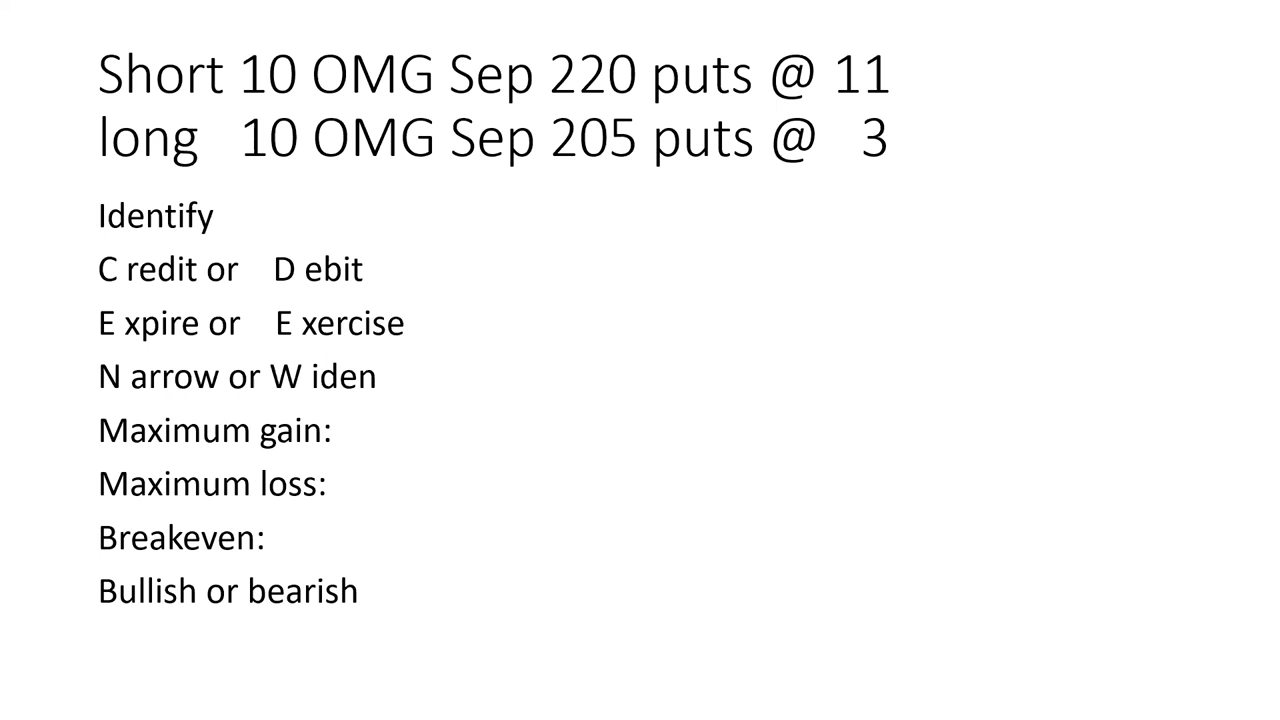 Short 10 OMG Sep 220 puts @ 11
long 10 OMG Sep 205 puts @ 3
Identify
C redit or D ebit
E xpire or E xercise
N arrow or W iden
Maximum gain:
Maximum loss:
Breakeven:
Bullish or bearish